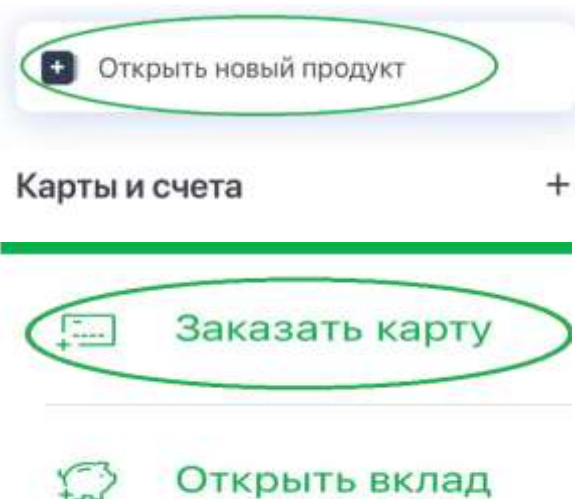 Открыть новый продукт
Карты и счета +
Заказать карту
Открыть вклад